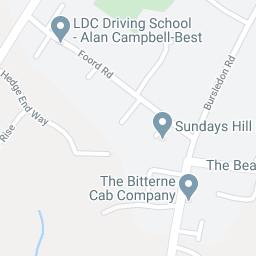 LDC Driving School
- Alan Campbell-Best
Foord Rd
Hedge End Way
Bursledon Rd
Sundays Hill
Rise
The Bea
The Bitterne
Cab Company